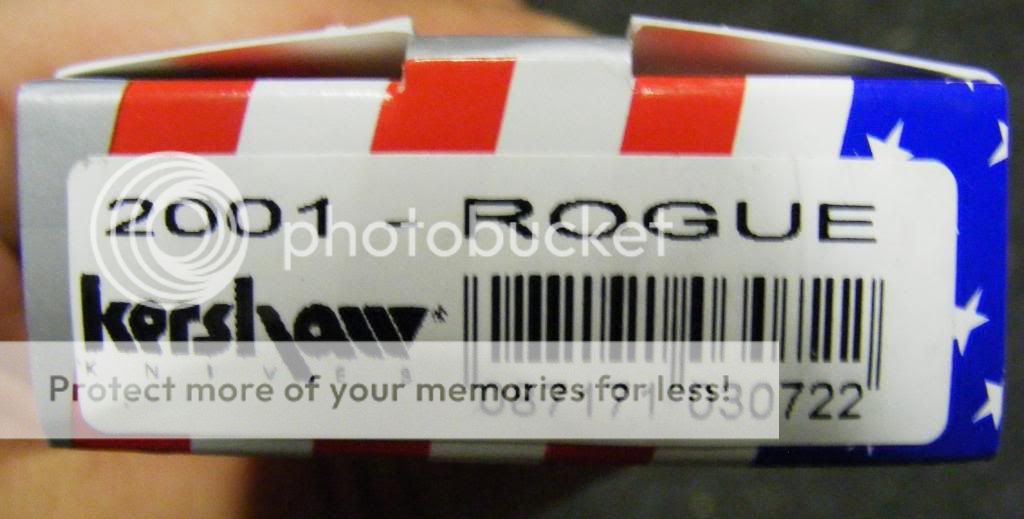 2001 - ROGUE
photobucket
kershaw
KNIVES
Protect more of your memories for less!
087171 030722